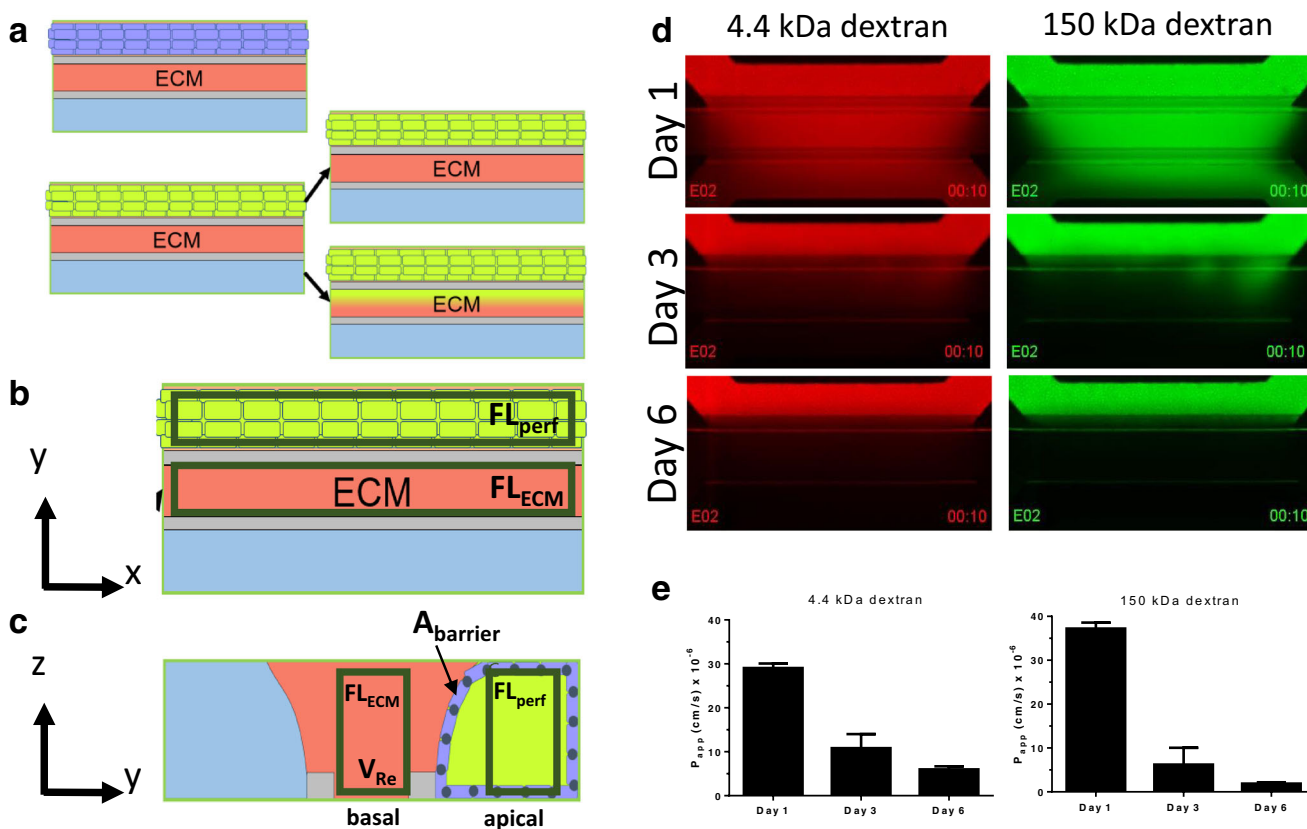 a
ECM
ECM
ECM
ECM
b
y
x
FLperf
ECM
FLECM
c
z
y
Abarrier
FLECM
FLperf
VRe
basal
apical
d
4.4 kDa dextran
150 kDa dextran
Day 1
E02
00:10
E02
00:10
Day 3
E02
00:10
E02
00:10
Day 6
E02
00:10
E02
00:10
e
4.4 kDa dextran
Papp (cm/s) x 10-6
40
30
20
10
0
Day 1
Day 3
Day 6
150 kDa dextran
Papp (cm/s) x 10-6
40
30
20
10
0
Day 1
Day 3
Day 6